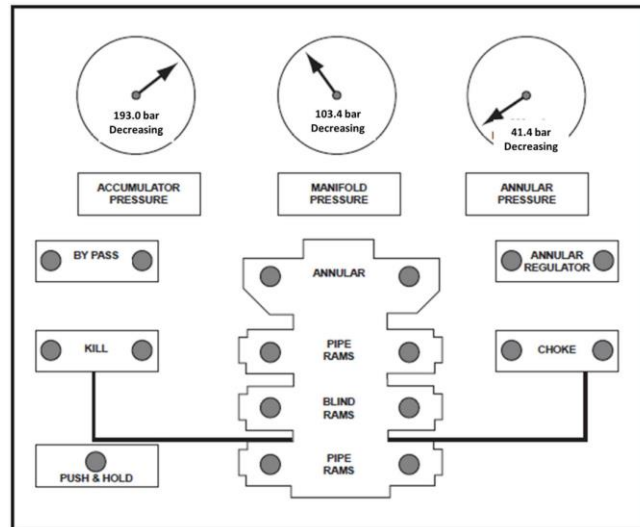 193.0 bar
Decreasing
103.4 bar
Decreasing
41.4 bar
Decreasing
ACCUMULATOR
PRESSURE
MANIFOLD
PRESSURE
ANNULAR
PRESSURE
BY PASS
ANNULAR
ANNULAR
REGULATOR
KILL
PIPE
RAMS
CHOKE
BLIND
RAMS
PUSH & HOLD
PIPE
RAMS